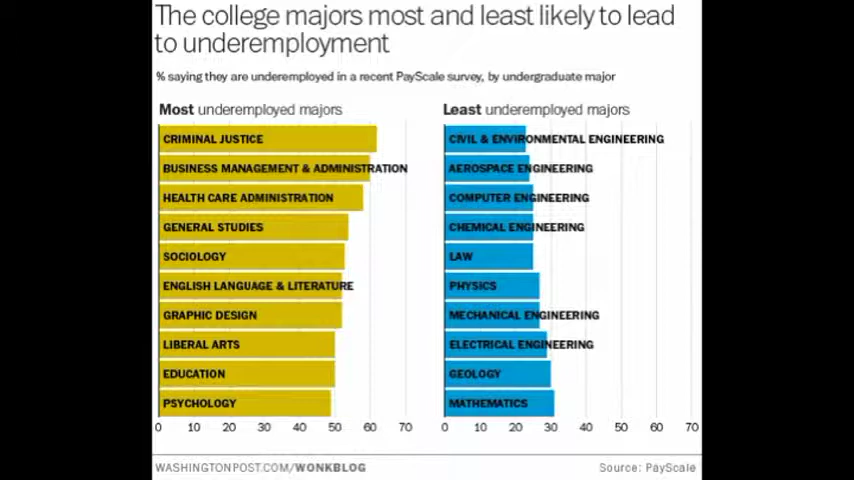 The college majors most and least likely to lead
to underemployment
% saying they are underemployed in a recent PayScale survey, by undergraduate major
Most underemployed majors
CRIMINAL JUSTICE
BUSINESS MANAGEMENT & ADMINISTRATION
HEALTH CARE ADMINISTRATION
GENERAL STUDIES
SOCIOLOGY
ENGLISH LANGUAGE & LITERATURE
GRAPHIC DESIGN
LIBERAL ARTS
EDUCATION
PSYCHOLOGY
0 10 20 30 40 50 60 70
Least underemployed majors
CIVIL & ENVIRONMENTAL ENGINEERING
AEROSPACE ENGINEERING
COMPUTER ENGINEERING
CHEMICAL ENGINEERING
LAW
PHYSICS
MECHANICAL ENGINEERING
ELECTRICAL ENGINEERING
GEOLOGY
MATHEMATICS
0 10 20 30 40 50 60 70
WASHINGTONPOST.COM/WONKBLOG
Source: PayScale